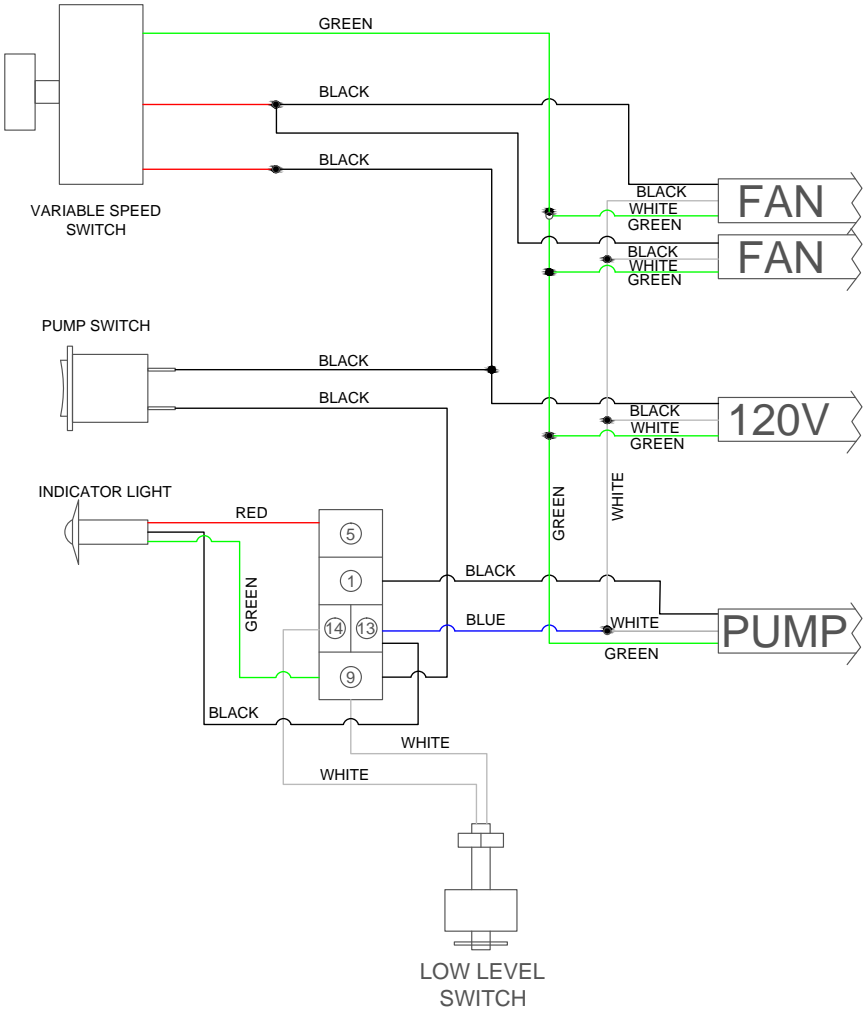 GREEN
BLACK
BLACK
VARIABLE SPEED
SWITCH
BLACK
WHITE
GREEN
FAN
BLACK
WHITE
GREEN
FAN
PUMP SWITCH
BLACK
BLACK
BLACK
WHITE
GREEN
120V
INDICATOR LIGHT
RED
GREEN
WHITE
5
1
BLACK
GREEN
14
13
BLUE
WHITE
GREEN
PUMP
9
BLACK
WHITE
WHITE
LOW LEVEL
SWITCH